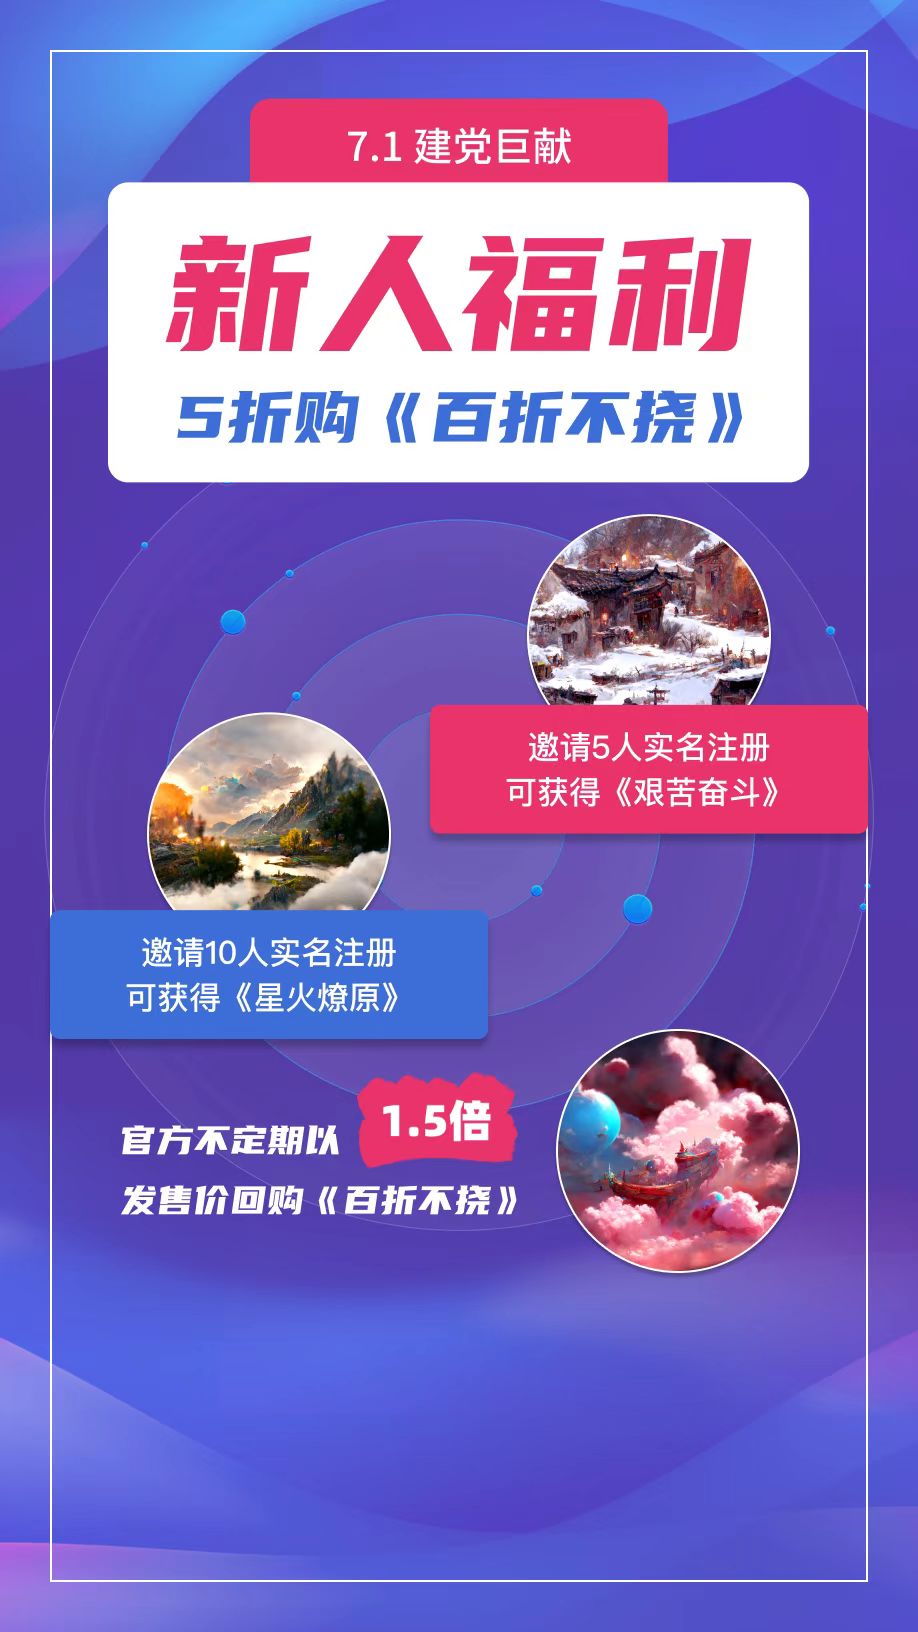 7.1 建党巨献
新人福利
5折购《百折不挠》
邀请5人实名注册
可获得《艰苦奋斗》
邀请10人实名注册
可获得《星火燎原》
官方不定期以 1.5倍
发售价回购《百折不挠》